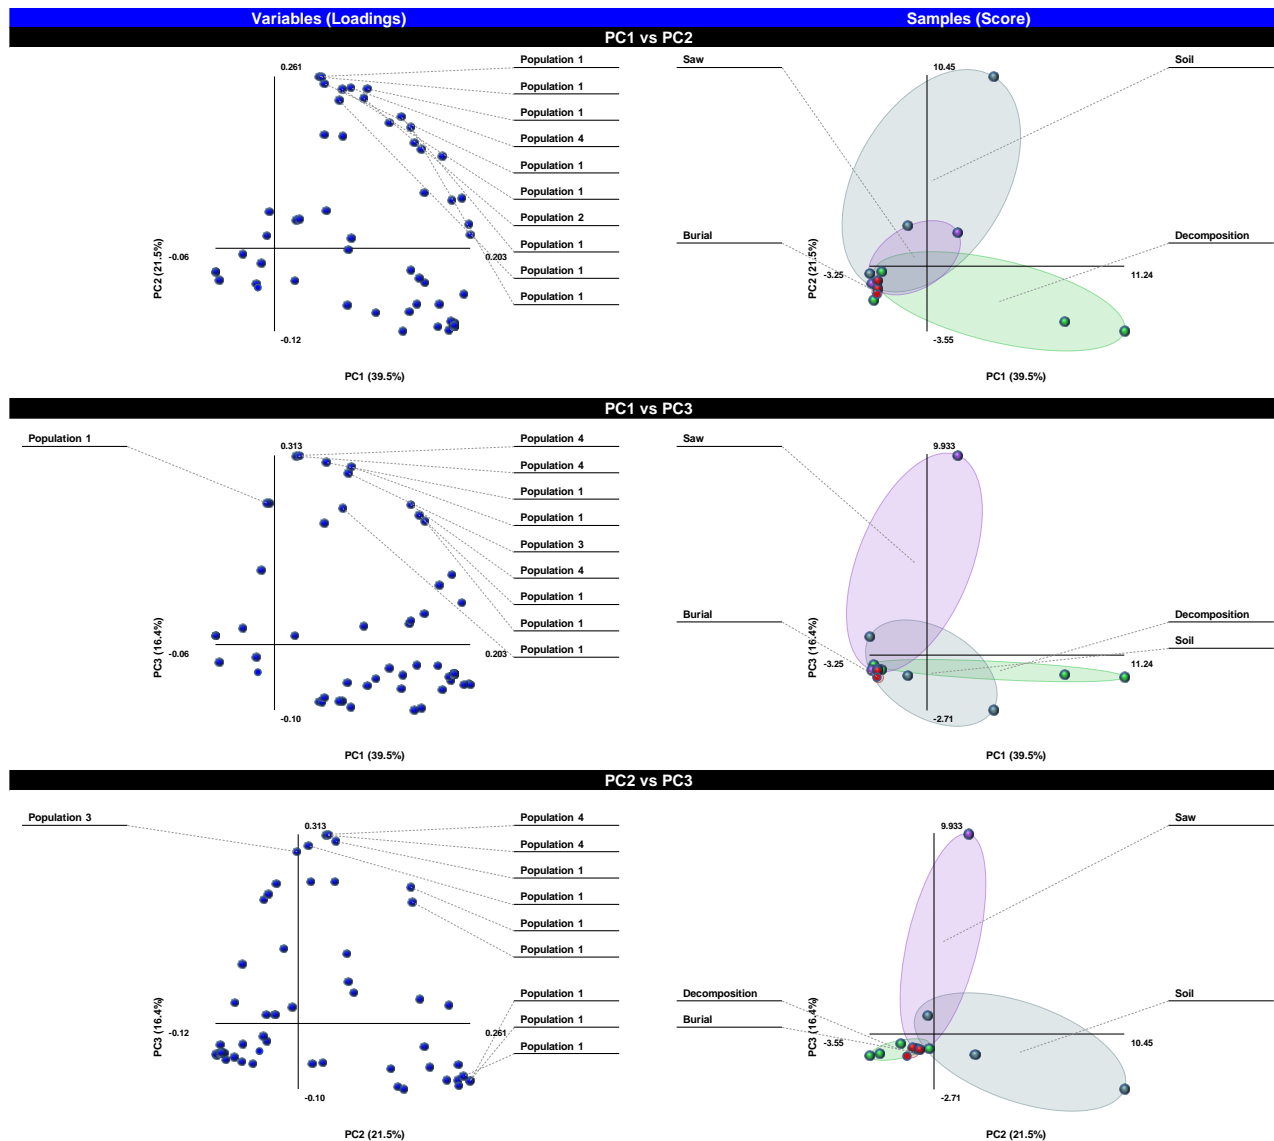 Variables (Loadings) Samples (Score)
PC1 vs PC2
0.261
-0.06
0.203
-0.12
PC2 (21.5%)
PC1 (39.5%)
Population 1
Population 1
Population 1
Population 4
Population 1
Population 1
Population 2
Population 1
Population 1
Population 1
Saw
Burial
Soil
Decomposition
10.45
-3.25
11.24
-3.55
PC2 (21.5%)
PC1 (39.5%)
PC1 vs PC3
Population 1
0.313
-0.06
0.203
-0.10
PC3 (16.4%)
PC1 (39.5%)
Population 4
Population 4
Population 1
Population 1
Population 3
Population 4
Population 1
Population 1
Population 1
Saw
Burial
Decomposition
Soil
9.933
-3.25
11.24
-2.71
PC3 (16.4%)
PC1 (39.5%)
PC2 vs PC3
Population 3
0.313
-0.12
0.261
-0.10
PC3 (16.4%)
PC2 (21.5%)
Population 4
Population 4
Population 1
Population 1
Population 1
Population 1
Population 1
Population 1
Population 1
Saw
Decomposition
Burial
Soil
9.933
-3.55
10.45
-2.71
PC3 (16.4%)
PC2 (21.5%)